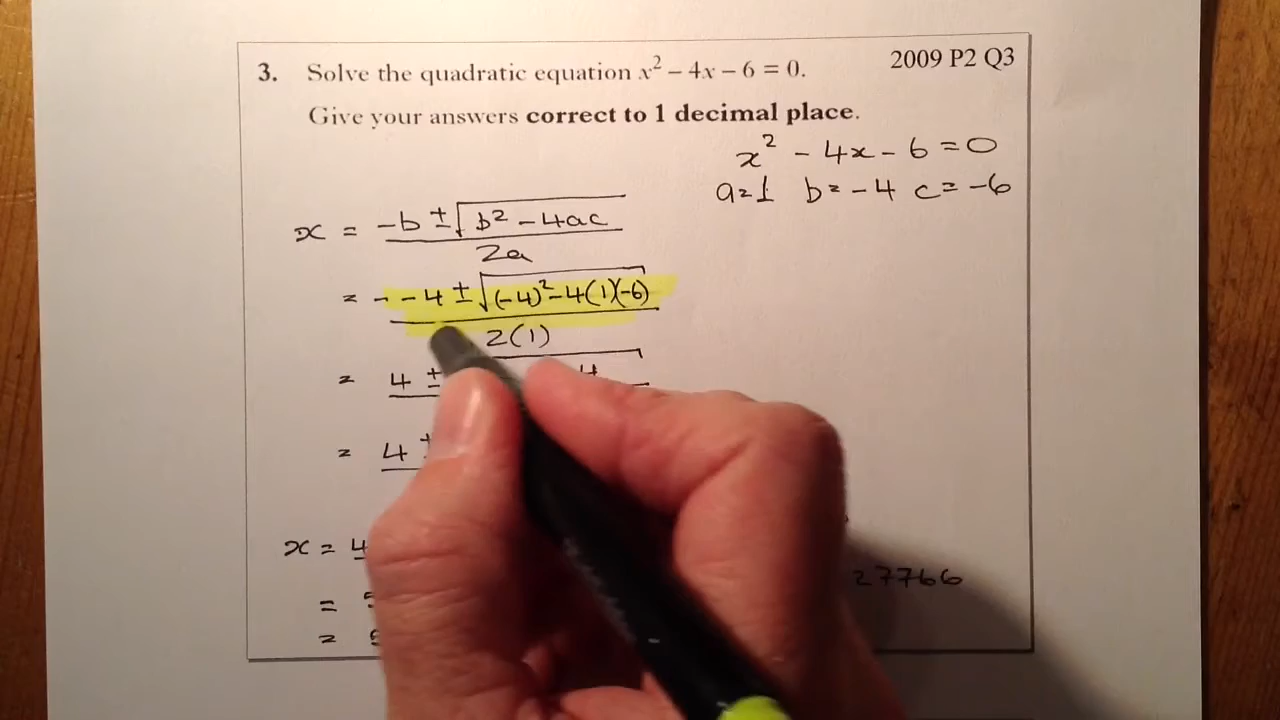 3. Solve the quadratic equation x² − 4x − 6 = 0. 2009 P2 Q3
Give your answers correct to 1 decimal place.
x² − 4x − 6 = 0
a=1 b=−4 c=−6
x = −b ± √(b² − 4ac)
2a
= − −4 ± √((−4)² − 4(1)(−6))
2(1)
= 4 ± 4
= 4
x = 4
27766
=
=